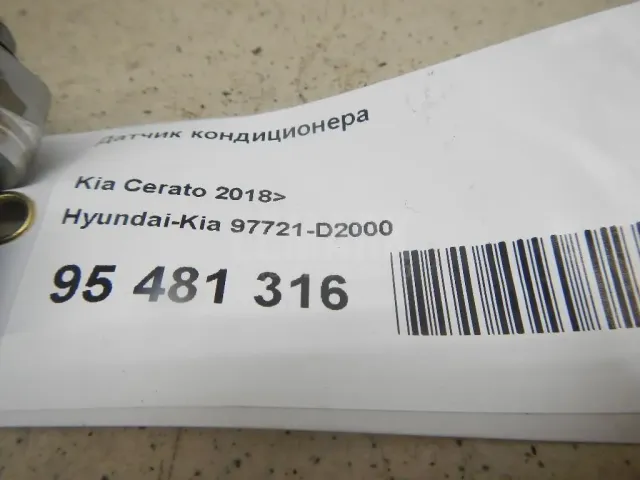 Датчик кондиционера
Kia Cerato 2018>
Hyundai-Kia 97721-D2000
95 481 316